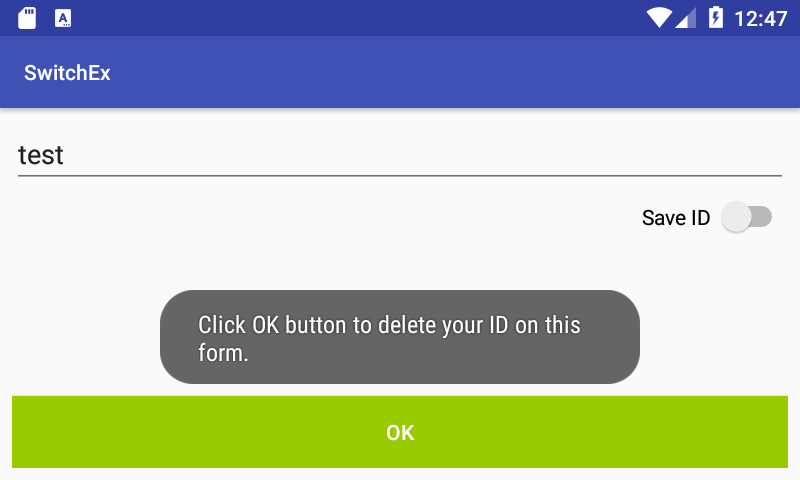 12:47
SwitchEx
test
Save ID
Click OK button to delete your ID on this
form.
OK